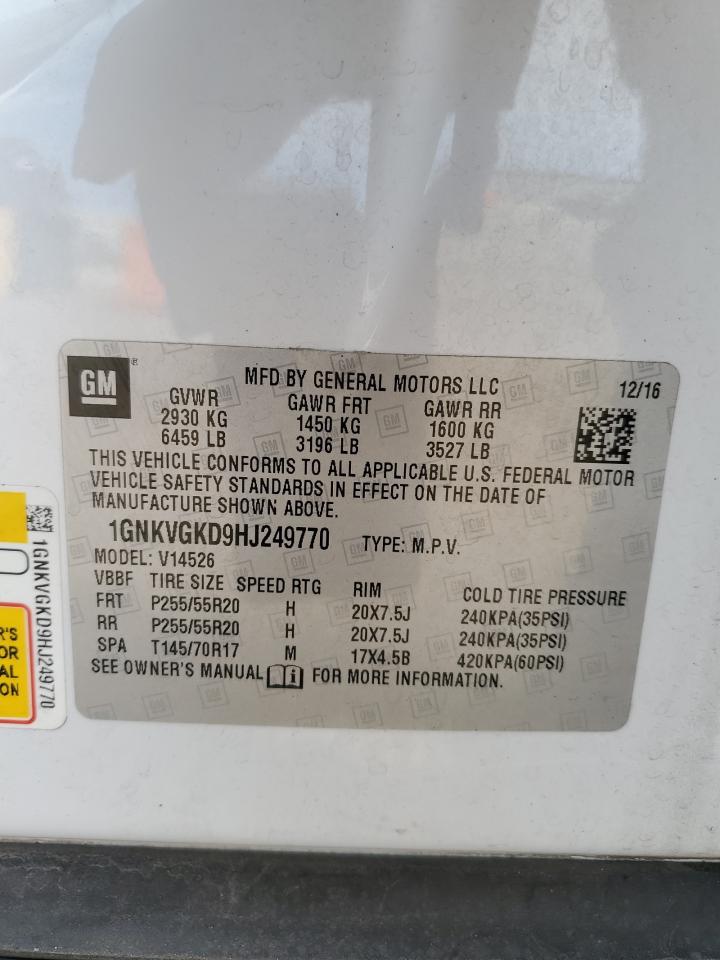 GM
MFD BY GENERAL MOTORS LLC
12/16
GVWR GAWR FRT GAWR RR
2930 KG 1450 KG 1600 KG
6459 LB 3196 LB 3527 LB
THIS VEHICLE CONFORMS TO ALL APPLICABLE U.S. FEDERAL MOTOR
VEHICLE SAFETY STANDARDS IN EFFECT ON THE DATE OF
MANUFACTURE SHOWN ABOVE.
1GNKVGKD9HJ249770 TYPE: M.P.V.
MODEL: V14526
VBBF TIRE SIZE SPEED RTG RIM COLD TIRE PRESSURE
FRT P255/55R20 H 20X7.5J 240KPA(35PSI)
RR P255/55R20 H 20X7.5J 240KPA(35PSI)
SPA T145/70R17 M 17X4.5B 420KPA(60PSI)
SEE OWNER'S MANUAL FOR MORE INFORMATION.
1GNKVGKD9HJ249770
R'S
OR
AL
ON